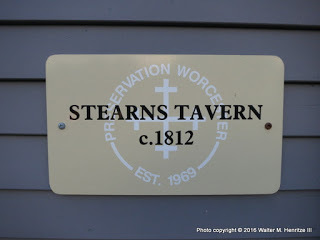 PRESERVATION WORCESTER
STEARNS TAVERN
c.1812
EST. 1969
Photo copyright © 2016 Walter M. Henritze III